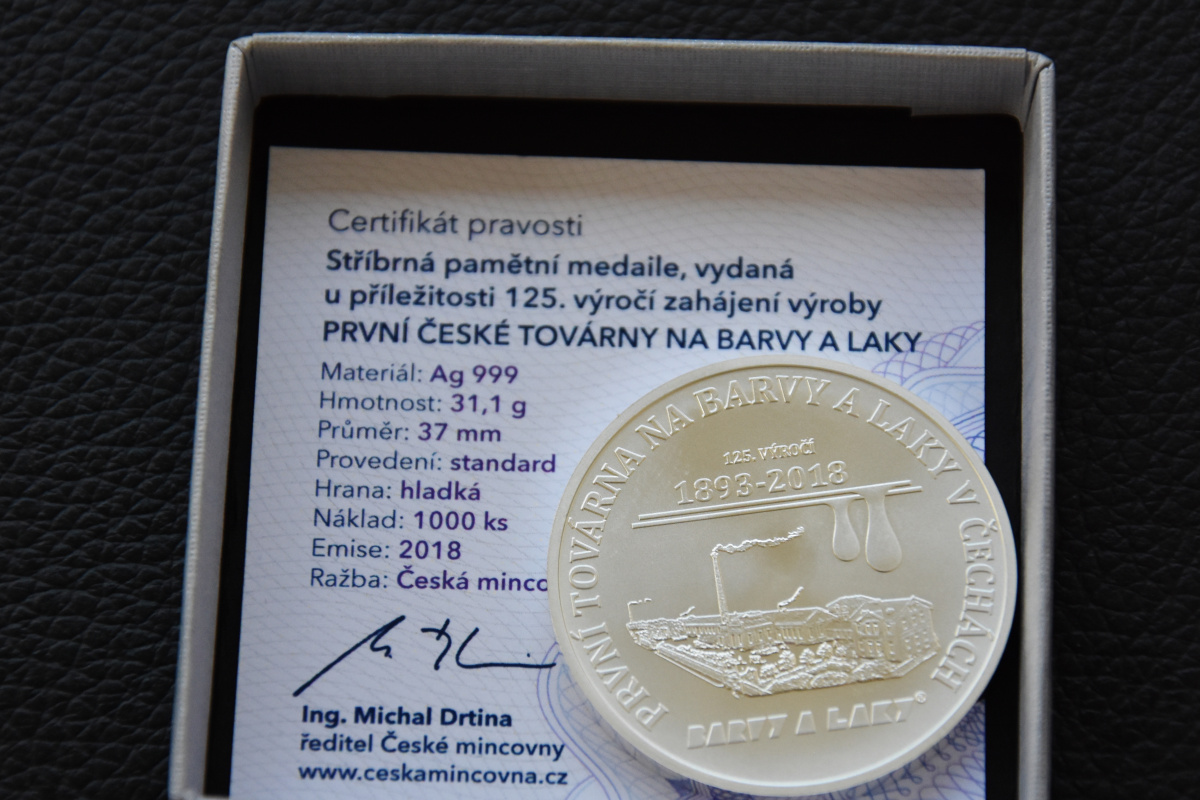 Certifikát pravosti
Stříbrná pamětní medaile, vydaná
u příležitosti 125. výročí zahájení výroby
PRVNÍ ČESKÉ TOVÁRNY NA BARVY A LAKY
Materiál: Ag 999
Hmotnost: 31,1 g
Průměr: 37 mm
Provedení: standard
Hrana: hladká
Náklad: 1000 ks
Emise: 2018
Ražba: Česká minco
Ing. Michal Drtina
ředitel České mincovny
www.ceskamincovna.cz
PRVNÍ TOVÁRNA NA BARVY A LAKY V ČECHÁCH
125. VÝROČÍ
1893-2018
BARVY A LAKY®